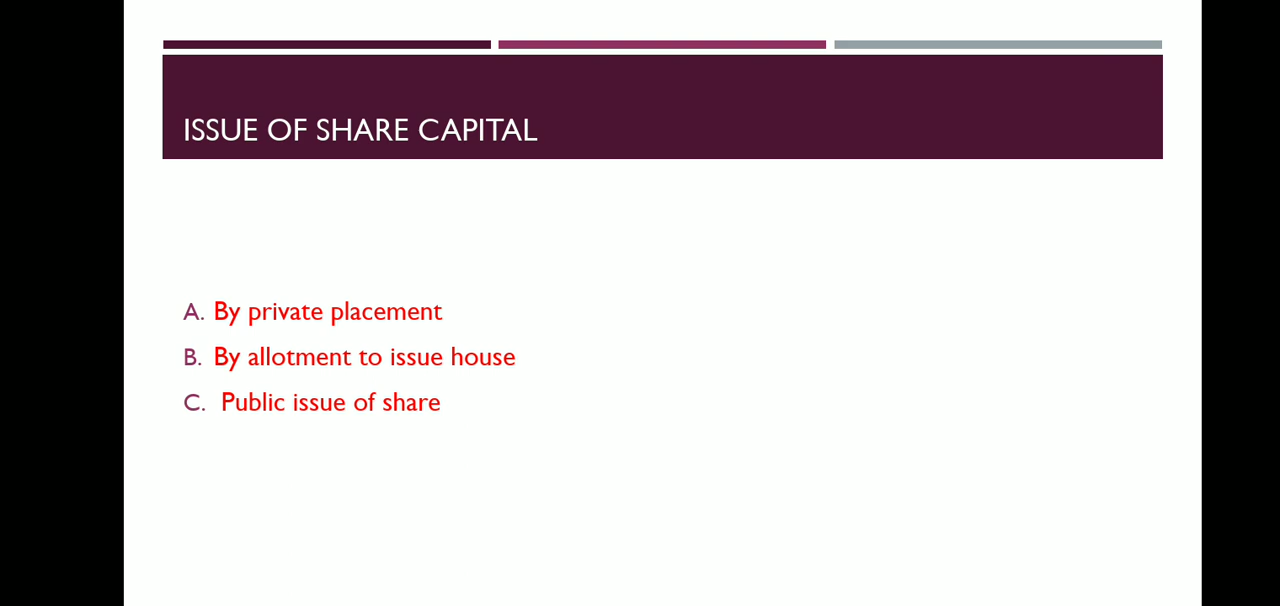 ISSUE OF SHARE CAPITAL
A. By private placement
B. By allotment to issue house
C. Public issue of share